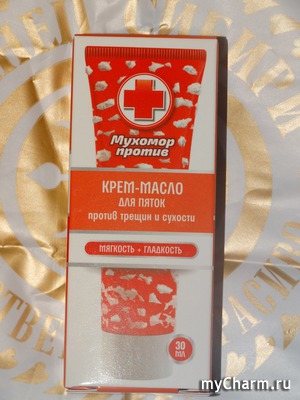 Мухомор
против
КРЕМ-МАСЛО
ДЛЯ ПЯТОК
против трещин и сухости
МЯГКОСТЬ + ГЛАДКОСТЬ
30
МЛ
myCharm.ru